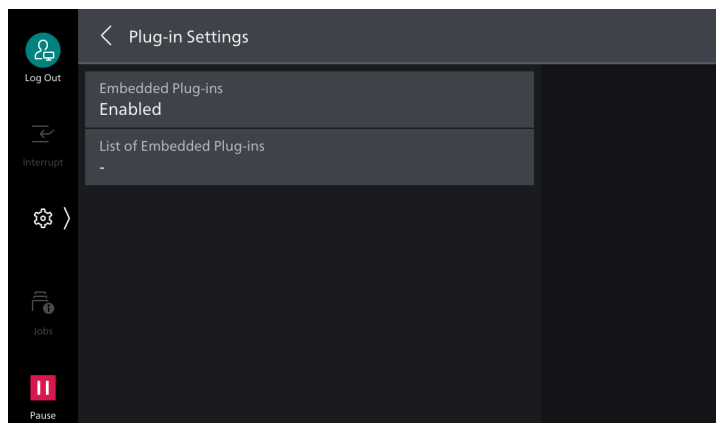 Plug-in Settings
Log Out
Embedded Plug-ins
Enabled
List of Embedded Plug-ins
-
Interrupt
Jobs
Pause